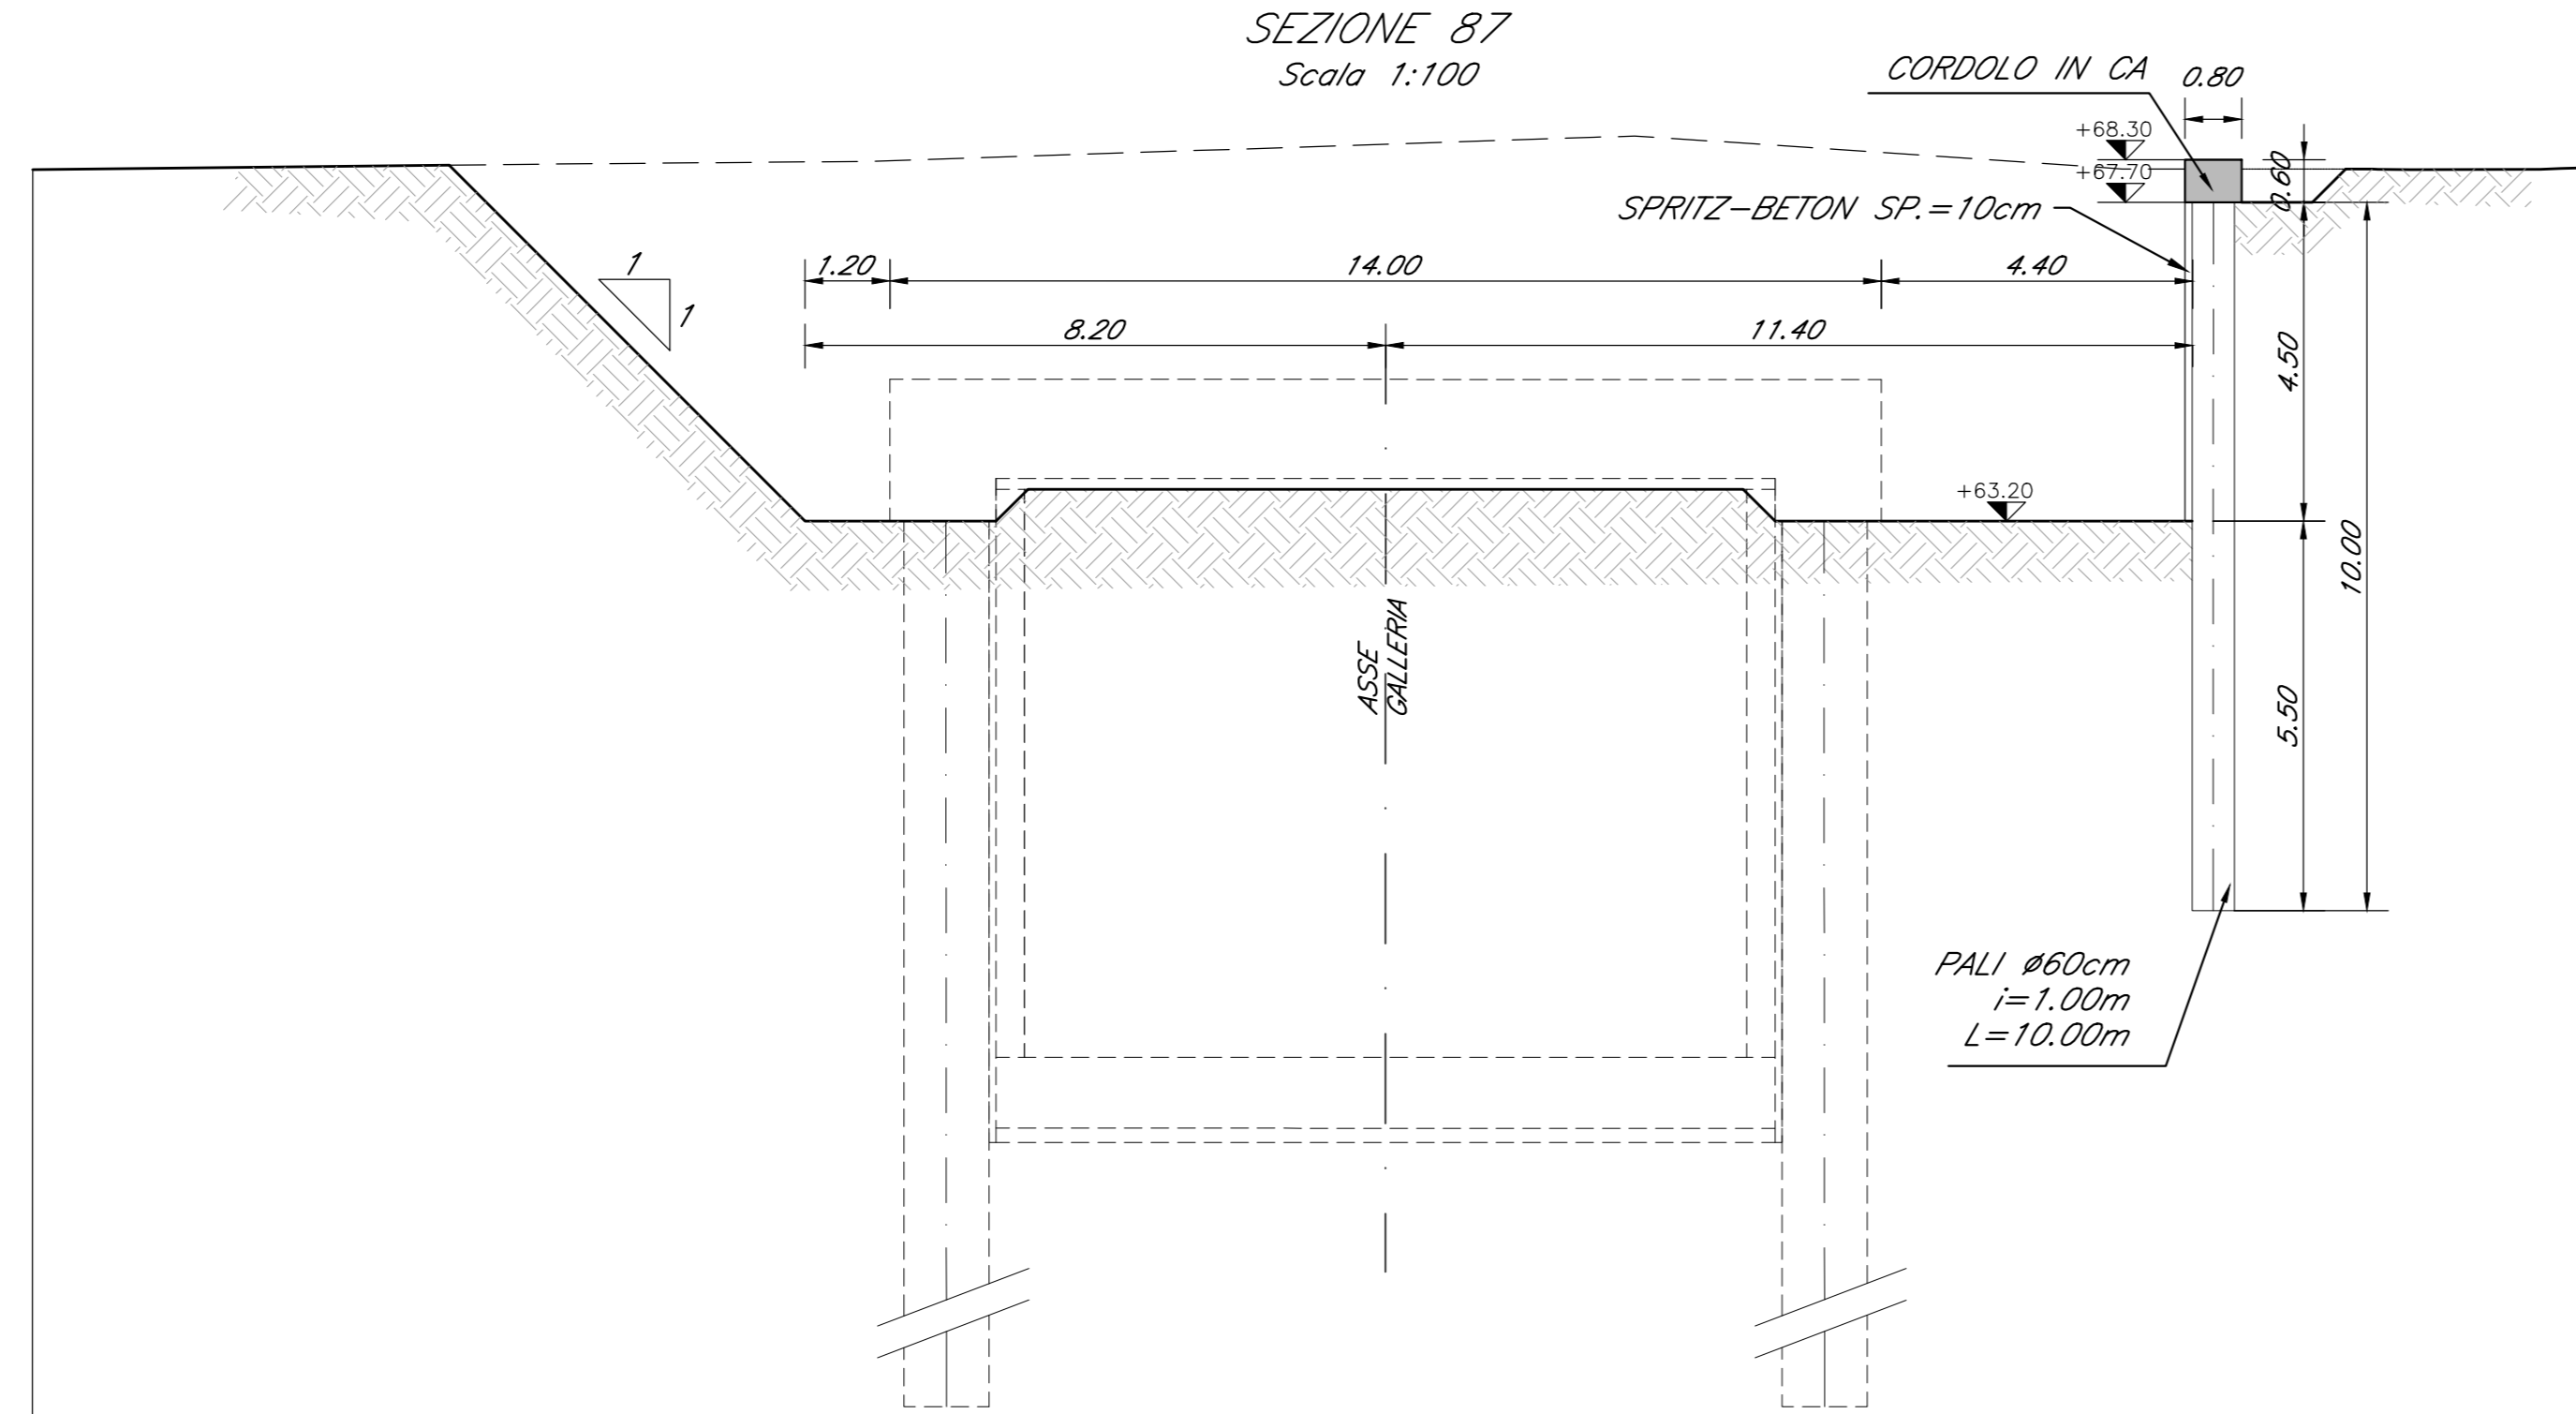 SEZIONE 87
Scala 1:100
CORDOLO IN CA
0.80
+68.30
+67.70
0.60
SPRITZ-BETON SP.=10cm
1
1
1.20
14.00
4.40
8.20
11.40
4.50
+63.20
10.00
ASSE
GALLERIA
5.50
PALI ø60cm
i=1.00m
L=10.00m